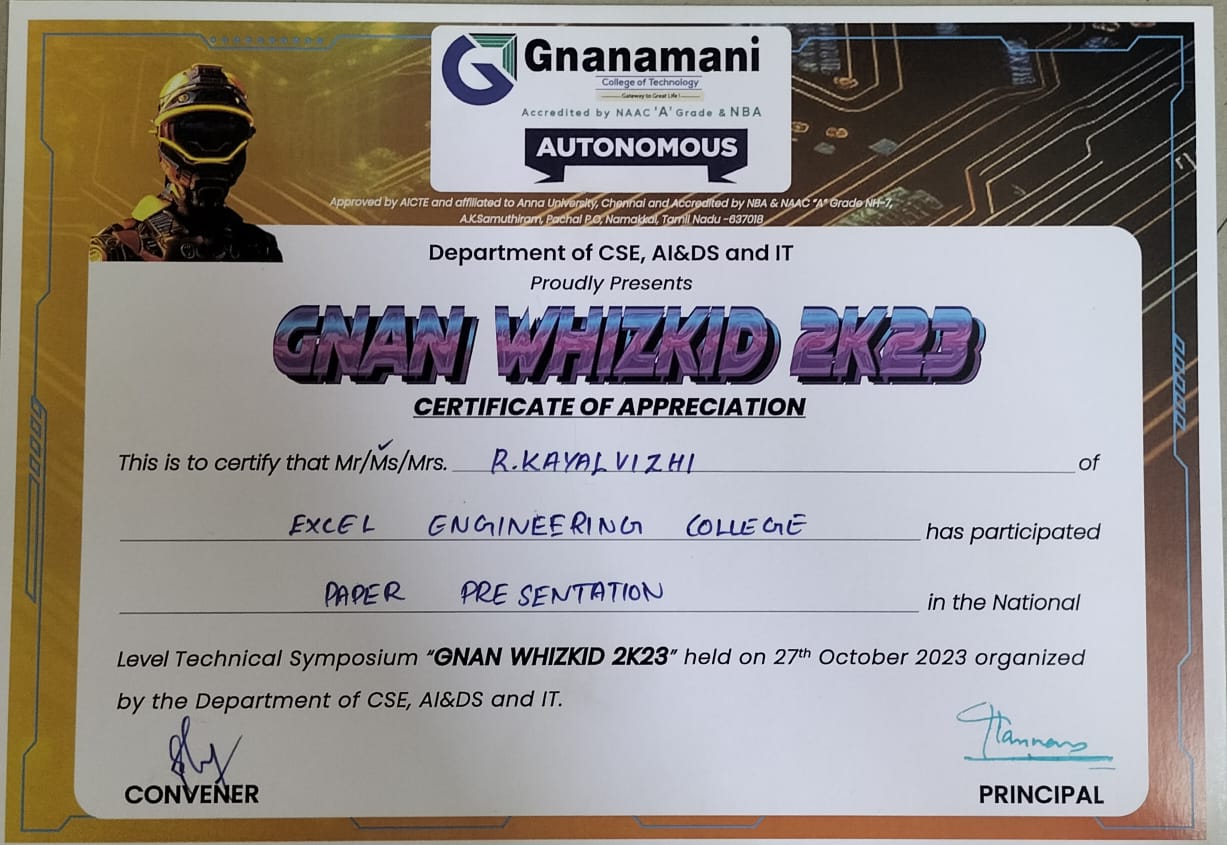 Gnanamani
College of Technology
Gateway to Great Life!
Accredited by NAAC 'A' Grade & NBA
AUTONOMOUS
Approved by AICTE and affiliated to Anna University, Chennai and Accredited by NBA & NAAC "A" Grade NH-7,
A.K.Samuthiram, Pachal P.O, Namakkal, Tamil Nadu -637018
Department of CSE, AI&DS and IT
Proudly Presents
GNAN WHIZKID 2K23
CERTIFICATE OF APPRECIATION
This is to certify that Mr/Ms/Mrs. R.KAYALVIZHI of
EXCEL ENGINEERING COLLEGE has participated
PAPER PRESENTATION in the National
Level Technical Symposium "GNAN WHIZKID 2K23" held on 27th October 2023 organized
by the Department of CSE, AI&DS and IT.
CONVENER PRINCIPAL